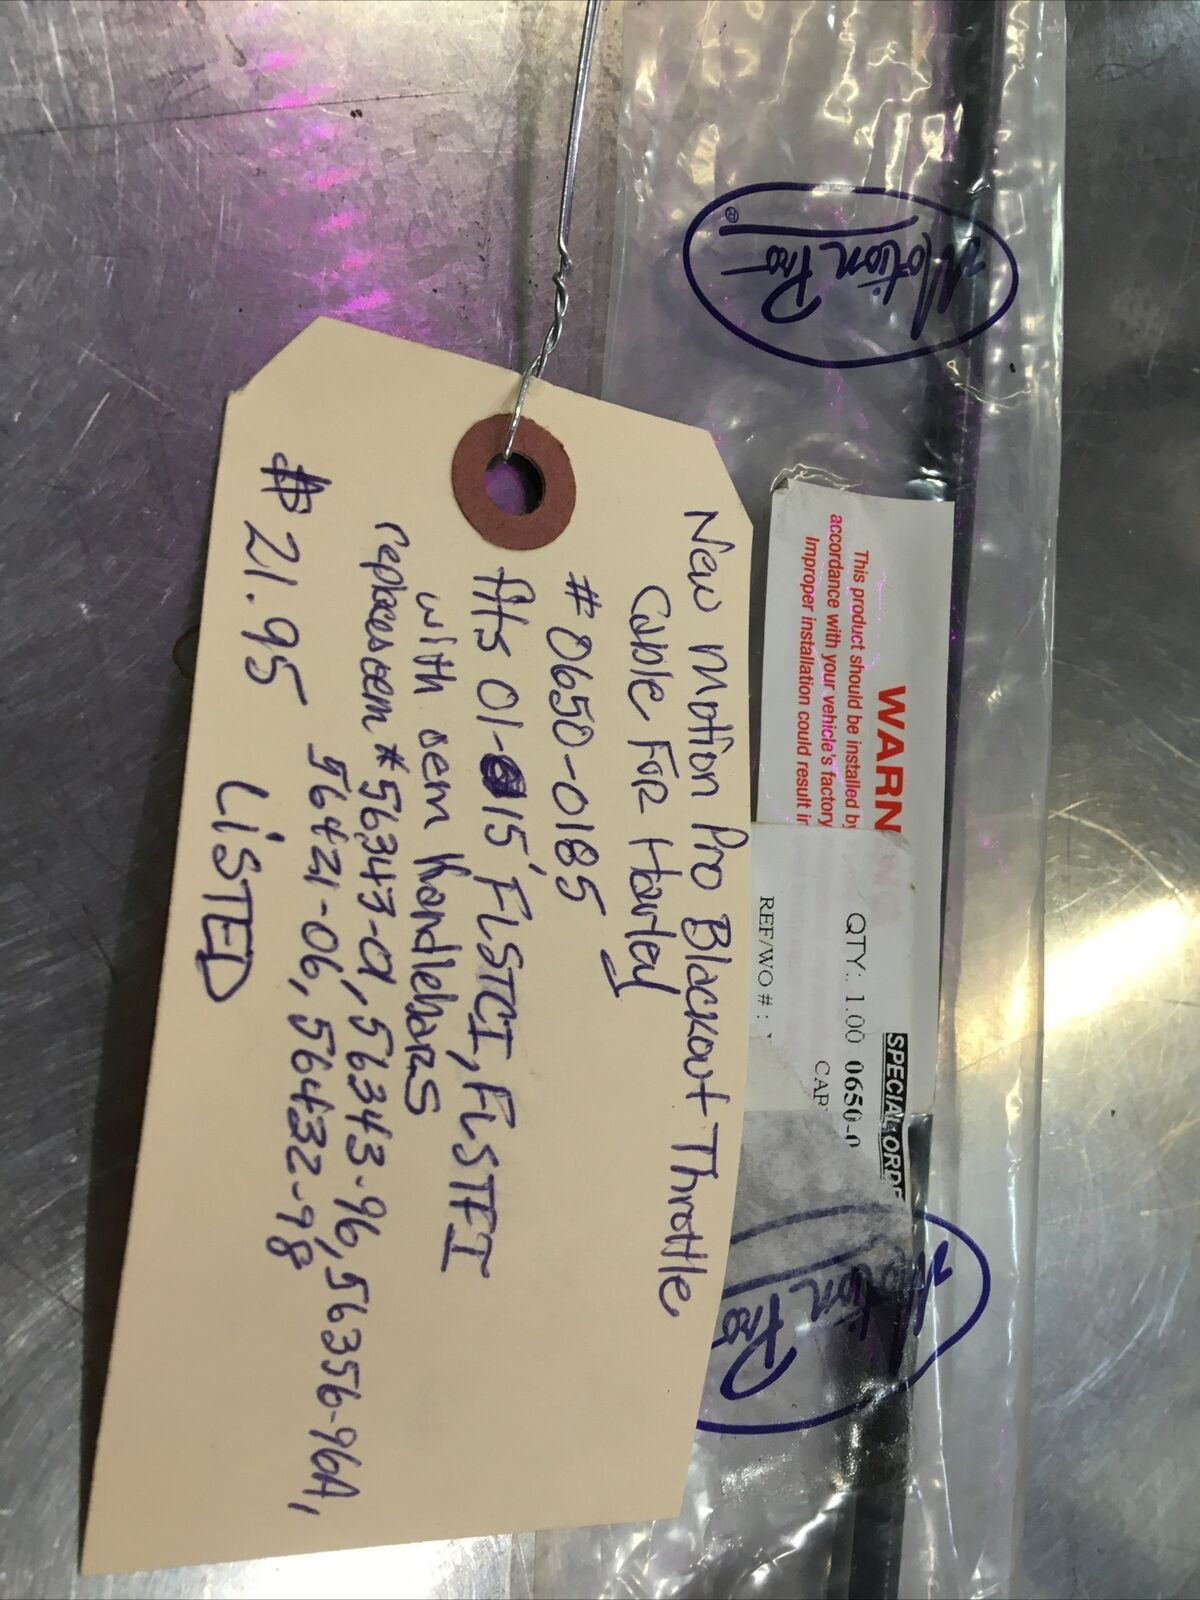 New Motion Pro Blackout Throttle
Cable For Harley
#0650-0185
fits 01-015', FLSTCI, FLSTFI
with oem handlebars
replaces oem #56343-01, 56343-96, 56356-96A,
56421-06, 56432-98
$21.95
LISTED
Motion Pro
®
WARN
This product should be installed by
accordance with your vehicle's factory
Improper installation could result in
SPECIAL ORDE
QTY: 1.00 0650-0
CAB
REF/WO #:
Motion Pro